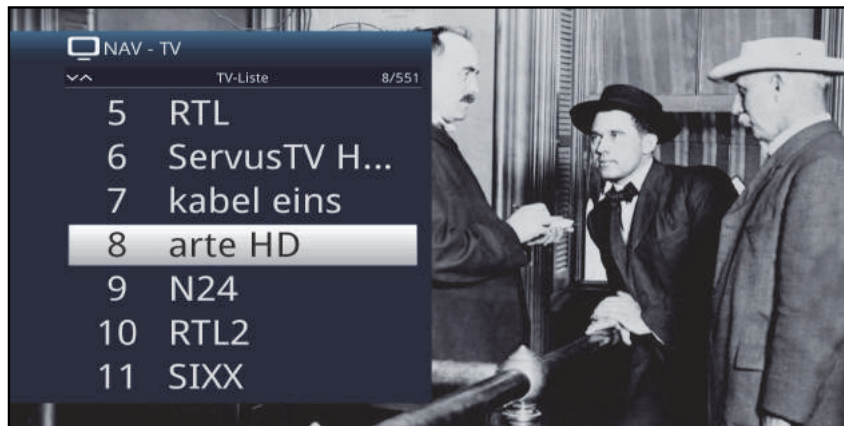 NAV - TV
TV-Liste 8/551
5 RTL
6 ServusTV H...
7 kabel eins
8 arte HD
9 N24
10 RTL2
11 SIXX